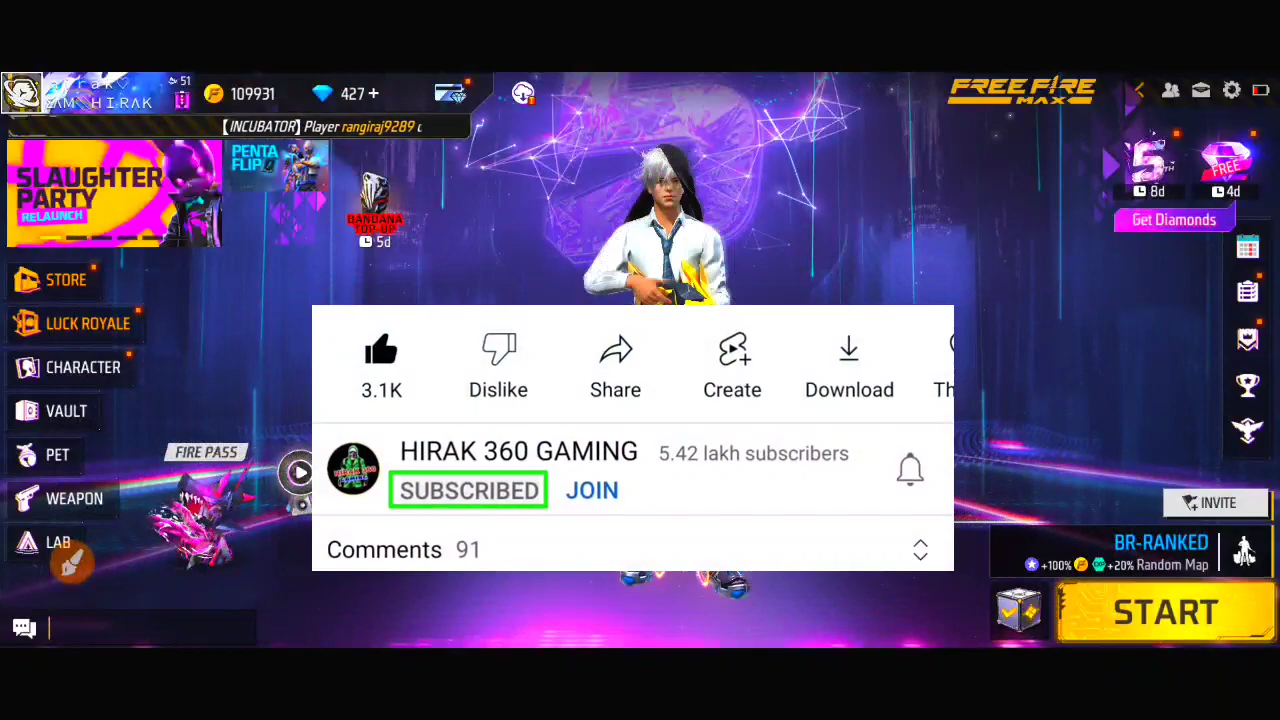 51
109931
427 +
FREE FIRE
MAX
【INCUBATOR】Player rangiraj9289
SLAUGHTER
PARTY
RELAUNCH
PENTA
FLIP
BANDANA
TOP-UP
5d
5th
8d
FREE
4d
Get Diamonds
STORE
LUCK ROYALE
CHARACTER
VAULT
PET
WEAPON
LAB
FIRE PASS
3.1K
Dislike
Share
Create
Download
HIRAK 360 GAMING
5.42 lakh subscribers
SUBSCRIBED
JOIN
Comments 91
INVITE
BR-RANKED
+100% +20% Random Map
START